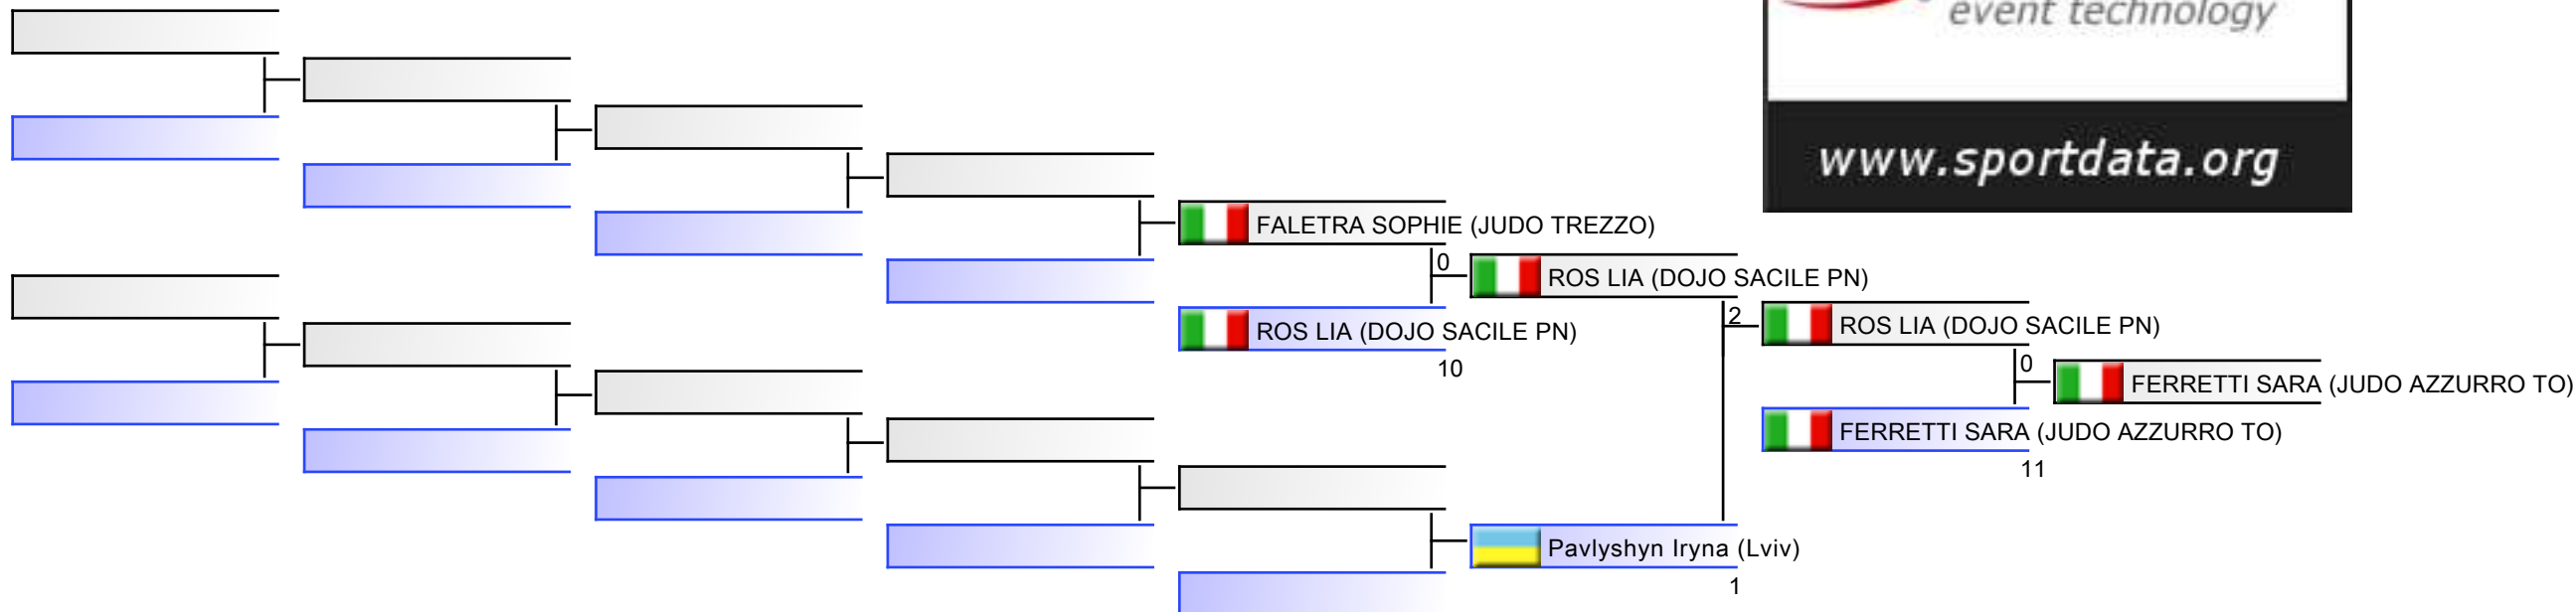 event technology
www.sportdata.org
FALETRA SOPHIE (JUDO TREZZO)
0
ROS LIA (DOJO SACILE PN)
ROS LIA (DOJO SACILE PN)
10
2
ROS LIA (DOJO SACILE PN)
0
FERRETTI SARA (JUDO AZZURRO TO)
FERRETTI SARA (JUDO AZZURRO TO)
11
Pavlyshyn Iryna (Lviv)
1